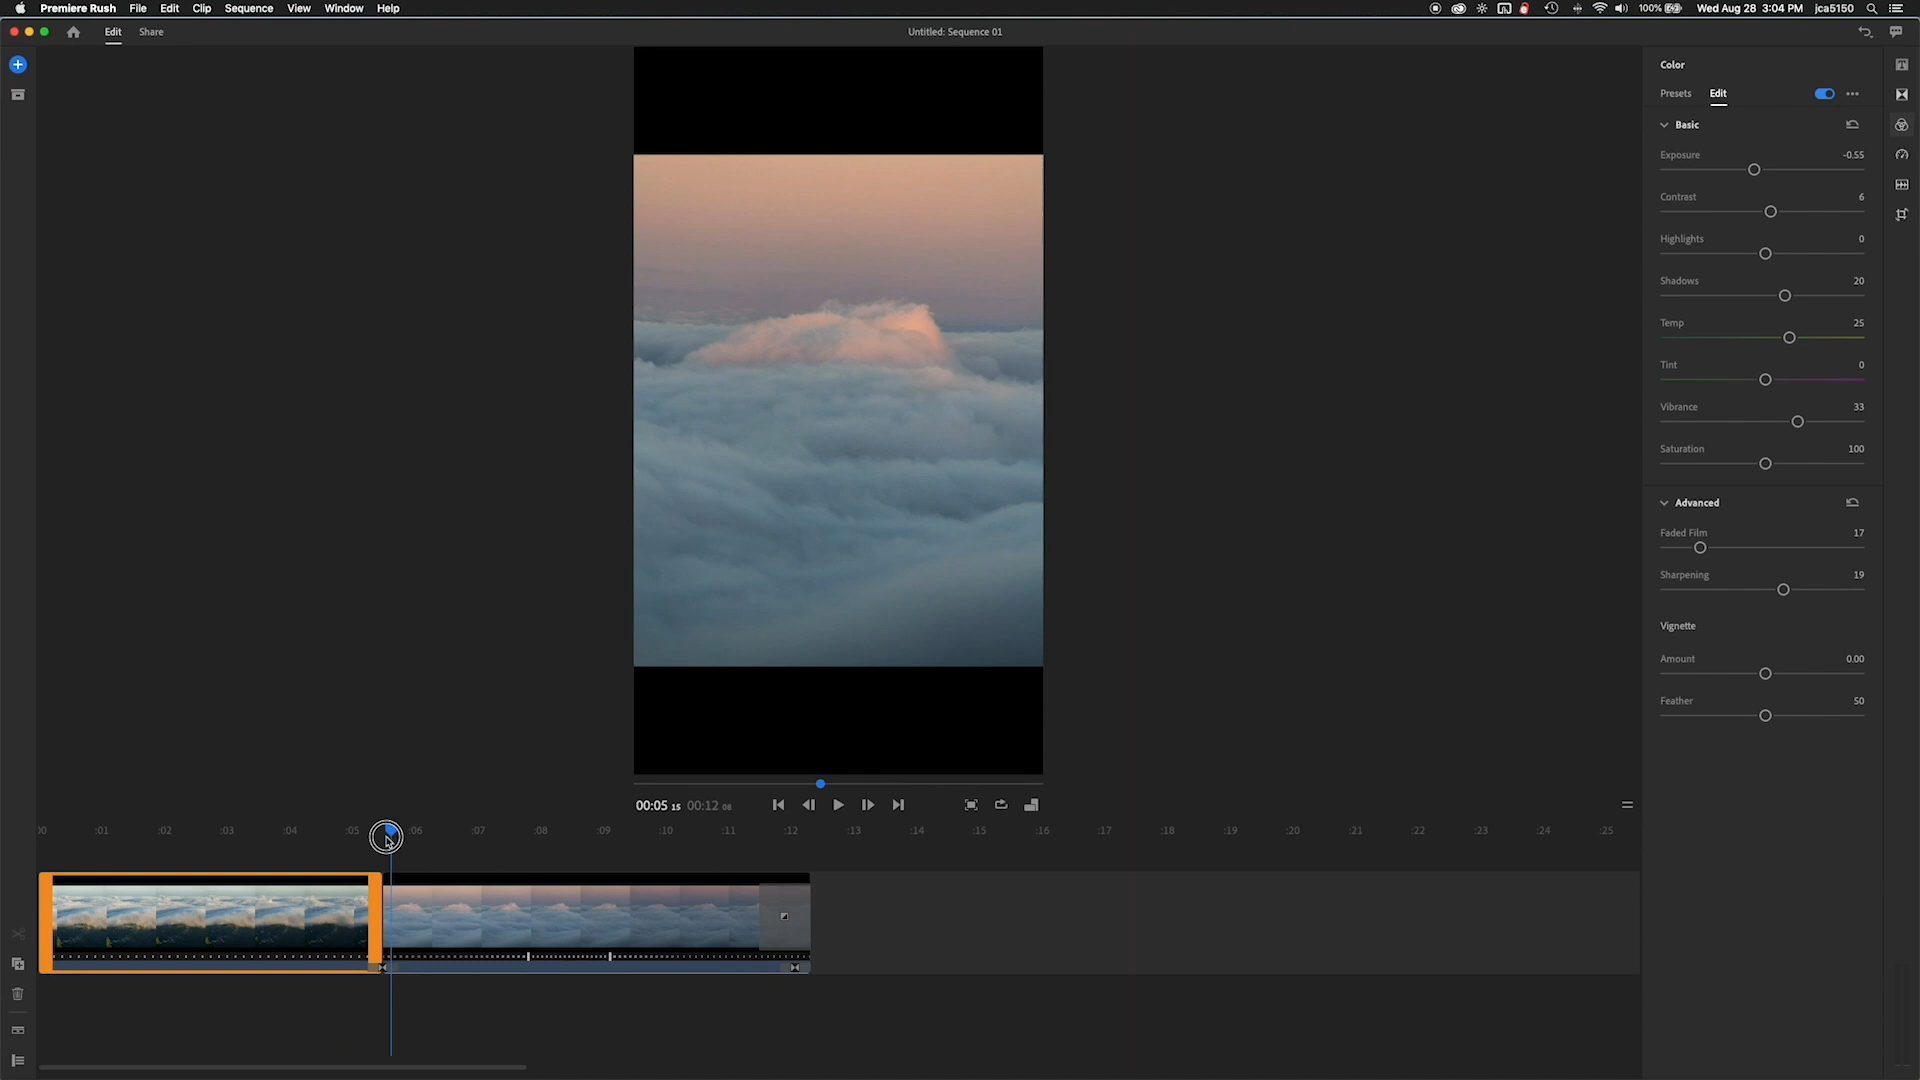 Premiere Rush File Edit Clip Sequence View Window Help 100% Wed Aug 28 3:04 PM jca5150
Edit Share Untitled: Sequence 01
Color
Presets Edit
Basic
Exposure -0.55
Contrast 6
Highlights 0
Shadows 20
Temp 25
Tint 0
Vibrance 33
Saturation 100
Advanced
Faded Film 17
Sharpening 19
Vignette
Amount 0.00
Feather 50
00:05 15 00:12 08
:01 :02 :03 :04 :05 :06 :07 :08 :09 :10 :11 :12 :13 :14 :15 :16 :17 :18 :19 :20 :21 :22 :23 :24 :25